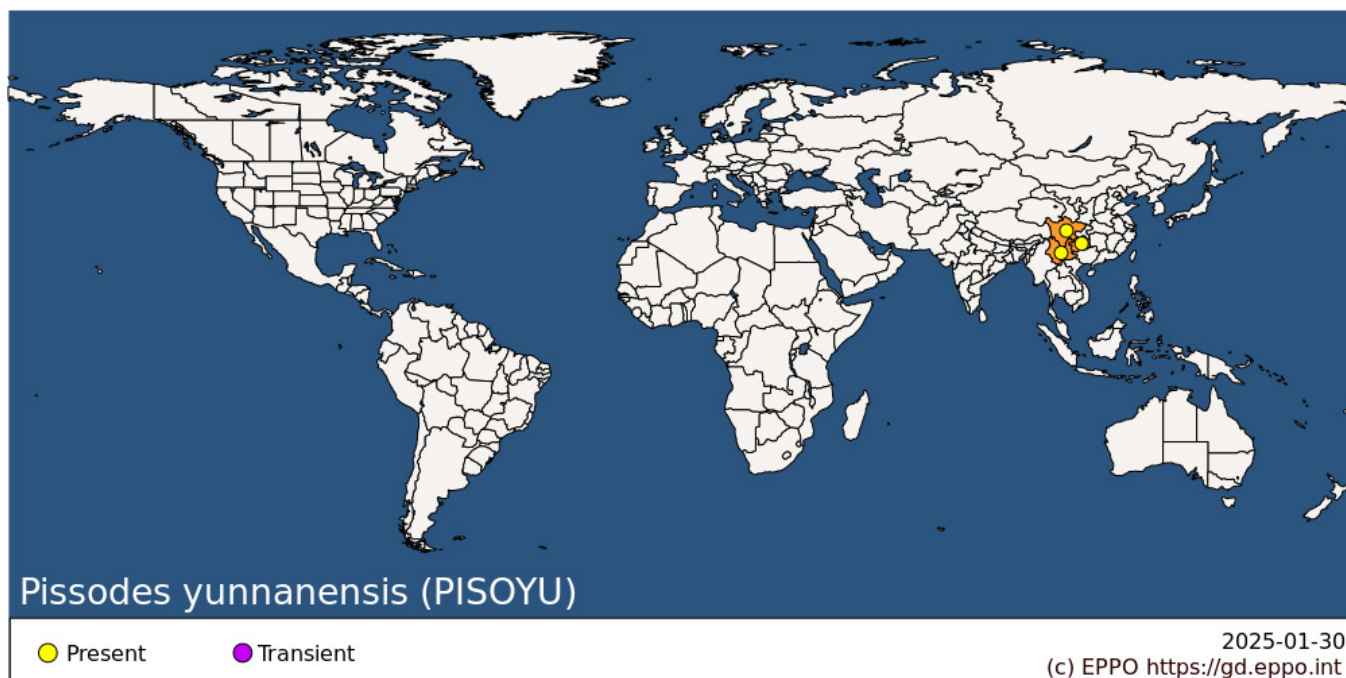 Pissodes yunnanensis (PISOYU)
Present
Transient
2025-01-30
(c) EPPO https://gd.eppo.int